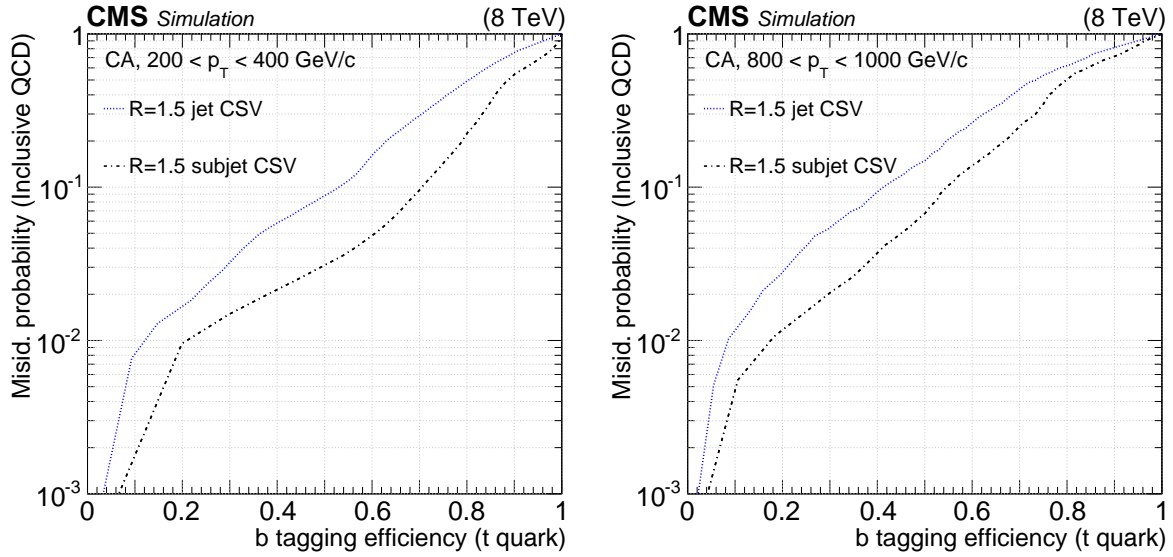 CMS Simulation (8 TeV)
Misid. probability (Inclusive QCD)
1
10^-1
10^-2
10^-3
CA, 200 < p_T < 400 GeV/c
R=1.5 jet CSV
R=1.5 subjet CSV
0 0.2 0.4 0.6 0.8 1
b tagging efficiency (t quark)
CMS Simulation (8 TeV)
Misid. probability (Inclusive QCD)
1
10^-1
10^-2
10^-3
CA, 800 < p_T < 1000 GeV/c
R=1.5 jet CSV
R=1.5 subjet CSV
0 0.2 0.4 0.6 0.8 1
b tagging efficiency (t quark)